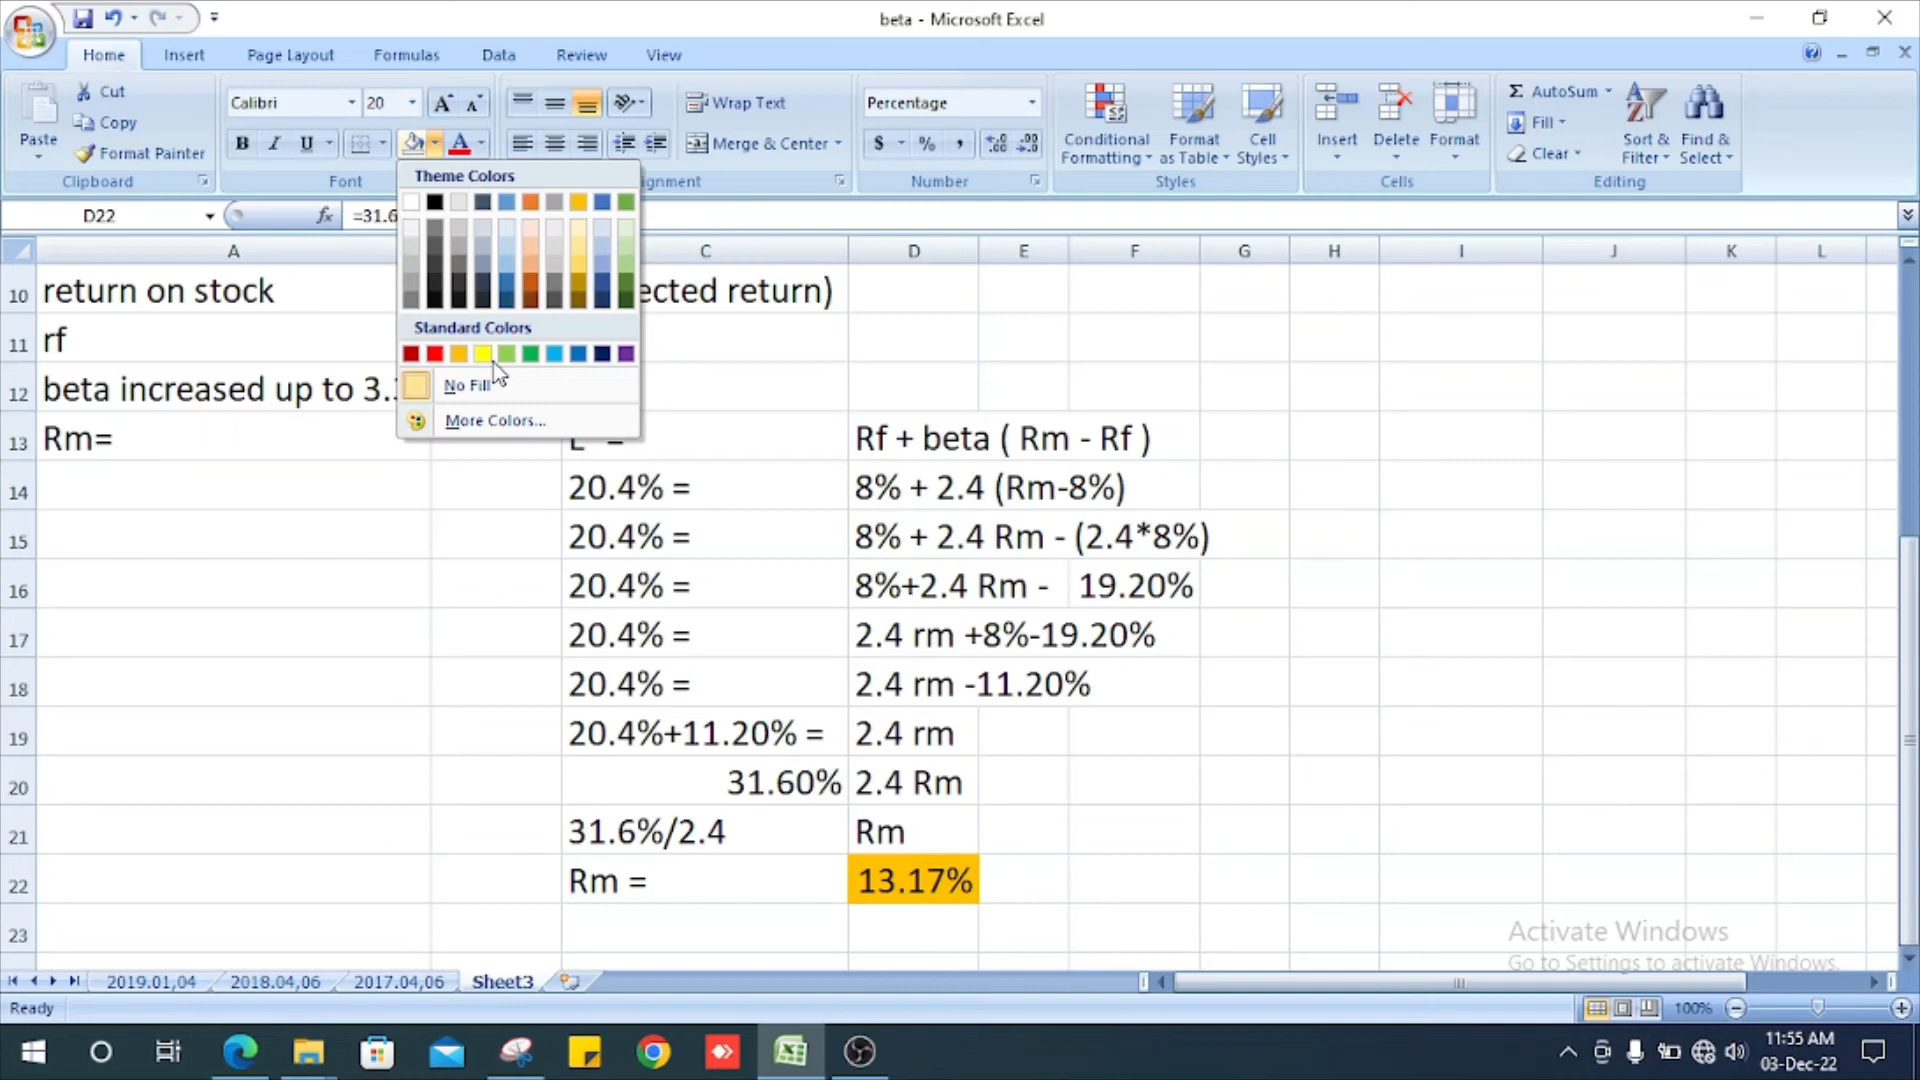 beta - Microsoft Excel
Home Insert Page Layout Formulas Data Review View
Paste
Cut
Copy
Format Painter
Clipboard
Calibri 20
B I U
Font
Wrap Text
Merge & Center
gnment
Percentage
$ % ,
Number
Conditional Formatting
Format as Table
Cell Styles
Styles
Insert
Delete
Format
Cells
Σ AutoSum
Fill
Clear
Sort & Filter
Find & Select
Editing
D22 fx =31.6
Theme Colors
Standard Colors
No Fill
More Colors...
A C D E F G H I J K L
10 return on stock ected return)
11 rf
12 beta increased up to 3.
13 Rm= Rf + beta ( Rm - Rf )
14 20.4% = 8% + 2.4 (Rm-8%)
15 20.4% = 8% + 2.4 Rm - (2.4*8%)
16 20.4% = 8%+2.4 Rm - 19.20%
17 20.4% = 2.4 rm +8%-19.20%
18 20.4% = 2.4 rm -11.20%
19 20.4%+11.20% = 2.4 rm
20 31.60% 2.4 Rm
21 31.6%/2.4 Rm
22 Rm = 13.17%
23
Activate Windows
Go to Settings to activate Windows.
2019.01,04 2018.04,06 2017.04,06 Sheet3
Ready 100%
11:55 AM
03-Dec-22